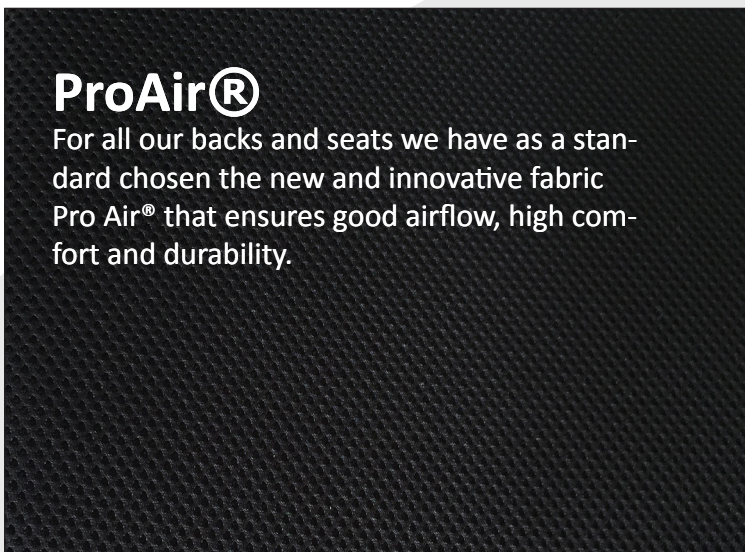 ProAir®
For all our backs and seats we have as a stan-
dard chosen the new and innovative fabric
Pro Air® that ensures good airflow, high com-
fort and durability.